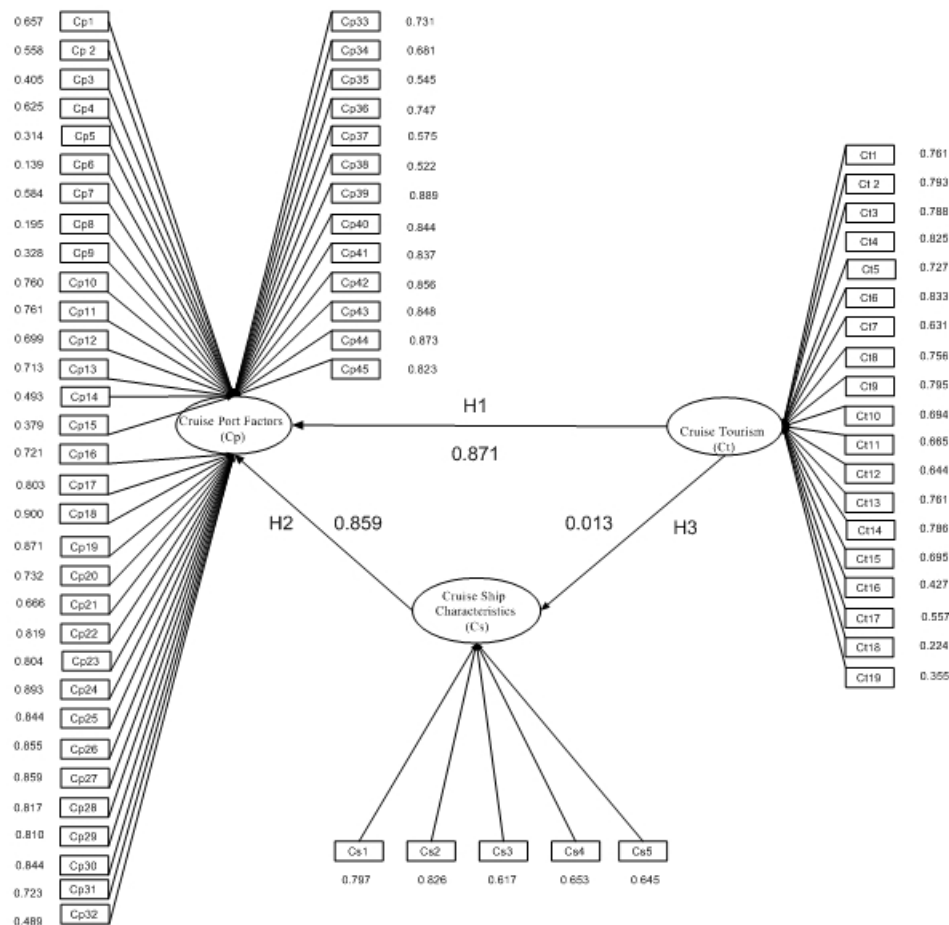 0.657 Cp1
0.558 Cp 2
0.405 Cp3
0.625 Cp4
0.314 Cp5
0.139 Cp6
0.584 Cp7
0.195 Cp8
0.328 Cp9
0.760 Cp10
0.761 Cp11
0.699 Cp12
0.713 Cp13
0.493 Cp14
0.379 Cp15
0.721 Cp16
0.803 Cp17
0.900 Cp18
0.871 Cp19
0.732 Cp20
0.666 Cp21
0.819 Cp22
0.804 Cp23
0.893 Cp24
0.844 Cp25
0.855 Cp26
0.859 Cp27
0.817 Cp28
0.810 Cp29
0.844 Cp30
0.723 Cp31
0.489 Cp32
Cp33 0.731
Cp34 0.681
Cp35 0.545
Cp36 0.747
Cp37 0.575
Cp38 0.522
Cp39 0.889
Cp40 0.844
Cp41 0.837
Cp42 0.856
Cp43 0.848
Cp44 0.873
Cp45 0.823
Cruise Port Factors
(Cp)
H1
0.871
Cruise Tourism
(Ct)
H2 0.859
0.013 H3
Cruise Ship
Characteristics
(Cs)
Ct1 0.761
Ct 2 0.793
Ct3 0.788
Ct4 0.825
Ct5 0.727
Ct6 0.833
Ct7 0.631
Ct8 0.756
Ct9 0.795
Ct10 0.694
Ct11 0.665
Ct12 0.644
Ct13 0.761
Ct14 0.786
Ct15 0.695
Ct16 0.427
Ct17 0.557
Ct18 0.224
Ct19 0.355
Cs1 Cs2 Cs3 Cs4 Cs5
0.797 0.826 0.617 0.653 0.645